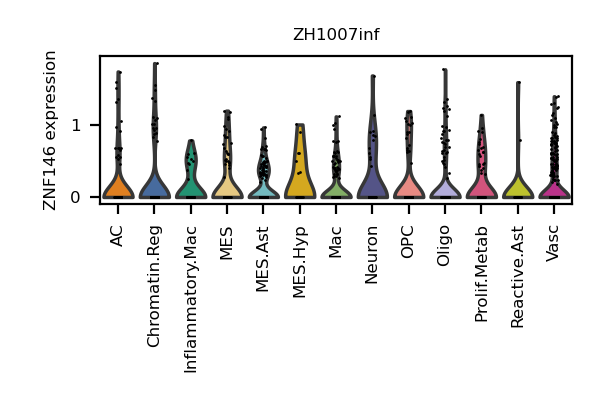 ZH1007inf
ZNF146 expression
1
0
AC
Chromatin.Reg
Inflammatory.Mac
MES
MES.Ast
MES.Hyp
Mac
Neuron
OPC
Oligo
Prolif.Metab
Reactive.Ast
Vasc